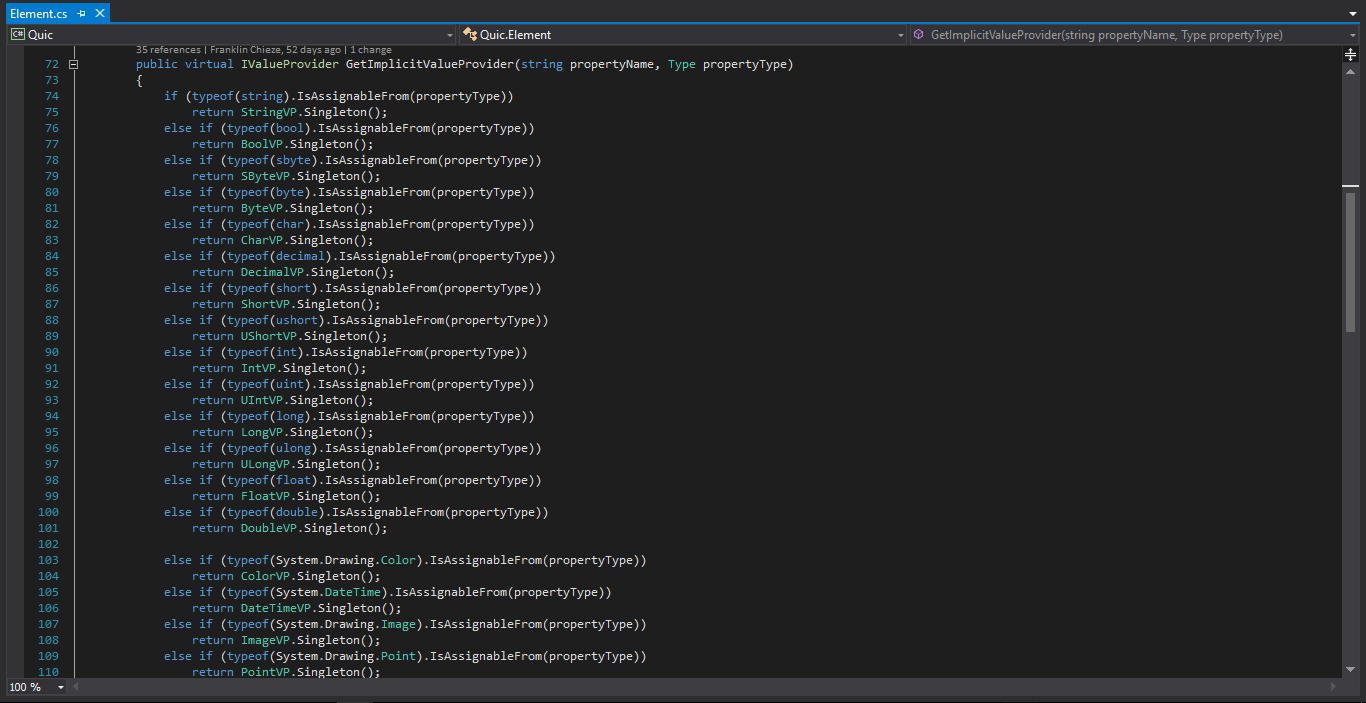 Element.cs
C# Quic
Quic.Element
GetImplicitValueProvider(string propertyName, Type propertyType)
35 references | Franklin Chieze, 52 days ago | 1 change
72 public virtual IValueProvider GetImplicitValueProvider(string propertyName, Type propertyType)
73 {
74 if (typeof(string).IsAssignableFrom(propertyType))
75 return StringVP.Singleton();
76 else if (typeof(bool).IsAssignableFrom(propertyType))
77 return BoolVP.Singleton();
78 else if (typeof(sbyte).IsAssignableFrom(propertyType))
79 return SByteVP.Singleton();
80 else if (typeof(byte).IsAssignableFrom(propertyType))
81 return ByteVP.Singleton();
82 else if (typeof(char).IsAssignableFrom(propertyType))
83 return CharVP.Singleton();
84 else if (typeof(decimal).IsAssignableFrom(propertyType))
85 return DecimalVP.Singleton();
86 else if (typeof(short).IsAssignableFrom(propertyType))
87 return ShortVP.Singleton();
88 else if (typeof(ushort).IsAssignableFrom(propertyType))
89 return UShortVP.Singleton();
90 else if (typeof(int).IsAssignableFrom(propertyType))
91 return IntVP.Singleton();
92 else if (typeof(uint).IsAssignableFrom(propertyType))
93 return UIntVP.Singleton();
94 else if (typeof(long).IsAssignableFrom(propertyType))
95 return LongVP.Singleton();
96 else if (typeof(ulong).IsAssignableFrom(propertyType))
97 return ULongVP.Singleton();
98 else if (typeof(float).IsAssignableFrom(propertyType))
99 return FloatVP.Singleton();
100 else if (typeof(double).IsAssignableFrom(propertyType))
101 return DoubleVP.Singleton();
102
103 else if (typeof(System.Drawing.Color).IsAssignableFrom(propertyType))
104 return ColorVP.Singleton();
105 else if (typeof(System.DateTime).IsAssignableFrom(propertyType))
106 return DateTimeVP.Singleton();
107 else if (typeof(System.Drawing.Image).IsAssignableFrom(propertyType))
108 return ImageVP.Singleton();
109 else if (typeof(System.Drawing.Point).IsAssignableFrom(propertyType))
110 return PointVP.Singleton();
100 %